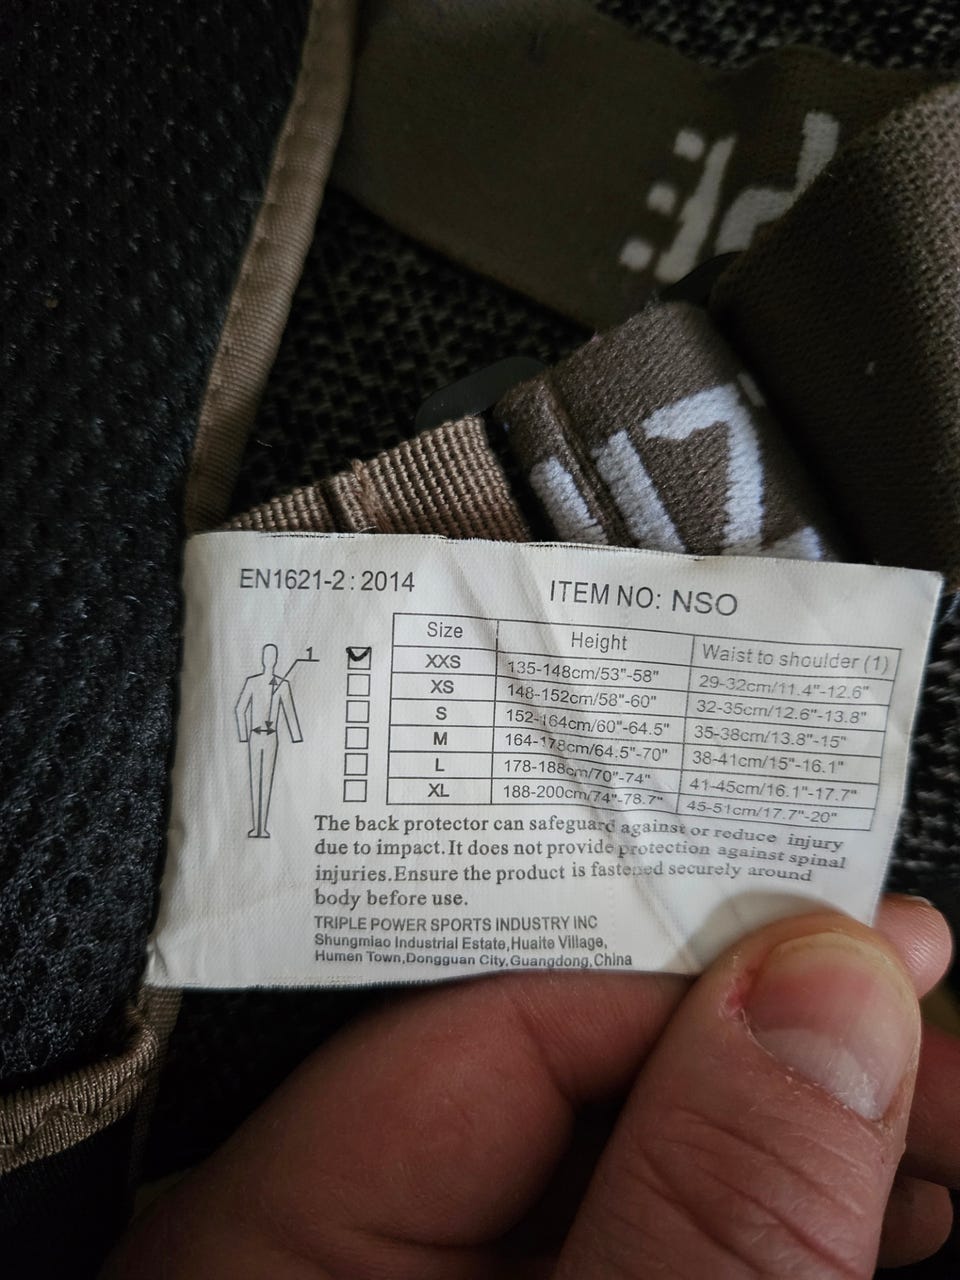 EN1621-2:2014
ITEM NO: NSO
1
Size Height Waist to shoulder (1)
XXS 135-148cm/53"-58" 29-32cm/11.4"-12.6"
XS 148-152cm/58"-60" 32-35cm/12.6"-13.8"
S 152-164cm/60"-64.5" 35-38cm/13.8"-15"
M 164-178cm/64.5"-70" 38-41cm/15"-16.1"
L 178-188cm/70"-74" 41-45cm/16.1"-17.7"
XL 188-200cm/74"-78.7" 45-51cm/17.7"-20"
The back protector can safeguard against or reduce injury
due to impact.It does not provide protection against spinal
injuries.Ensure the product is fastened securely around
body before use.
TRIPLE POWER SPORTS INDUSTRY INC
Shungmiao Industrial Estate,Huaite Village,
Humen Town,Dongguan City,Guangdong,China